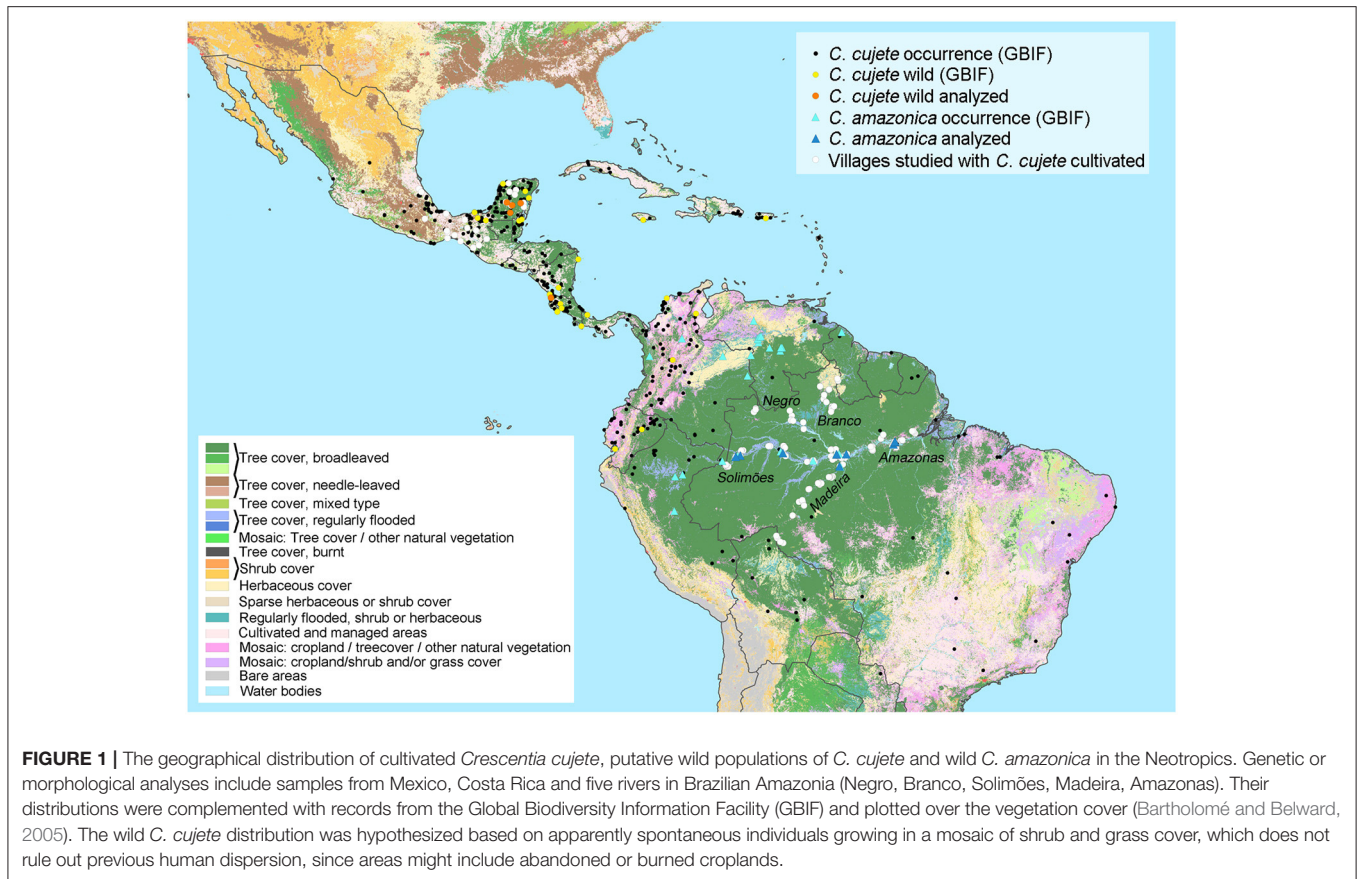 C. cujete occurrence (GBIF)
C. cujete wild (GBIF)
C. cujete wild analyzed
C. amazonica occurrence (GBIF)
C. amazonica analyzed
Villages studied with C. cujete cultivated
Negro
Branco
Amazonas
Solimões
Madeira
Tree cover, broadleaved
Tree cover, needle-leaved
Tree cover, mixed type
Tree cover, regularly flooded
Mosaic: Tree cover / other natural vegetation
Tree cover, burnt
Shrub cover
Herbaceous cover
Sparse herbaceous or shrub cover
Regularly flooded, shrub or herbaceous
Cultivated and managed areas
Mosaic: cropland / treecover / other natural vegetation
Mosaic: cropland/shrub and/or grass cover
Bare areas
Water bodies
FIGURE 1 | The geographical distribution of cultivated Crescentia cujete, putative wild populations of C. cujete and wild C. amazonica in the Neotropics. Genetic or
morphological analyses include samples from Mexico, Costa Rica and five rivers in Brazilian Amazonia (Negro, Branco, Solimões, Madeira, Amazonas). Their
distributions were complemented with records from the Global Biodiversity Information Facility (GBIF) and plotted over the vegetation cover (Bartholomé and Belward,
2005). The wild C. cujete distribution was hypothesized based on apparently spontaneous individuals growing in a mosaic of shrub and grass cover, which does not
rule out previous human dispersion, since areas might include abandoned or burned croplands.